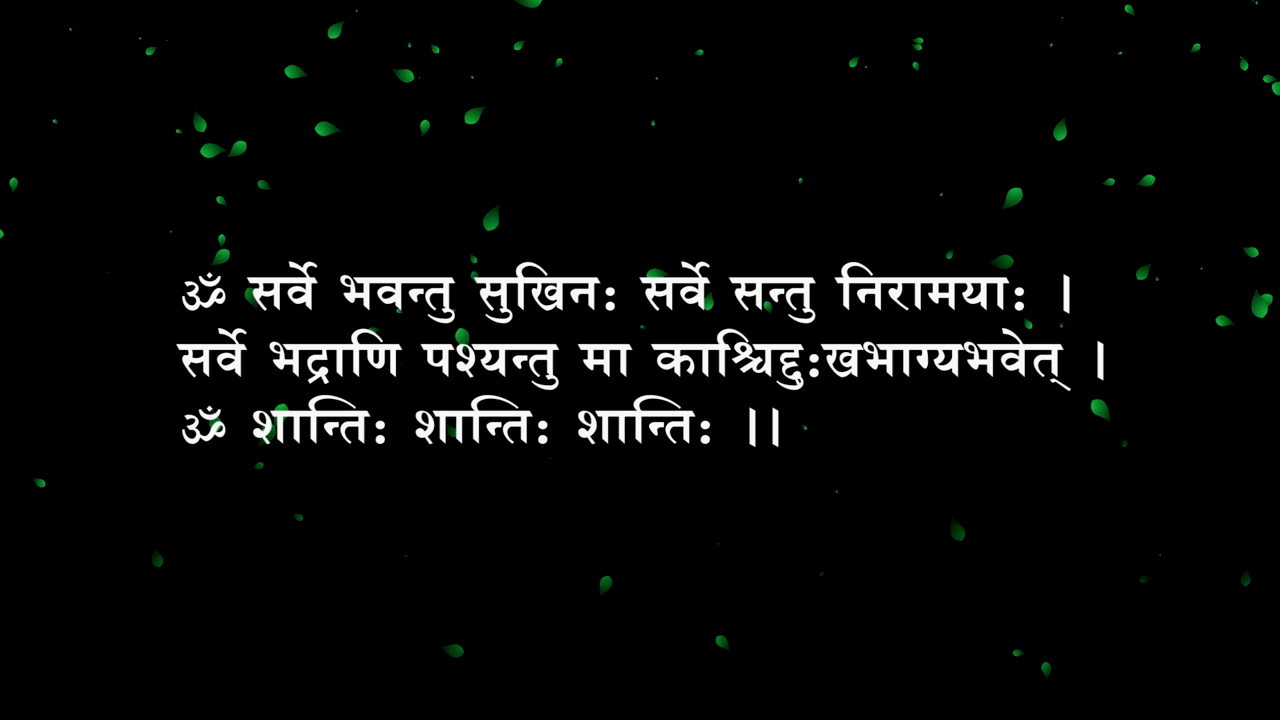 ॐ सर्वे भवन्तु सुखिनः सर्वे सन्तु निरामयाः ।
सर्वे भद्राणि पश्यन्तु मा काश्चिद्दुःखभाग्यभवेत् ।
ॐ शान्तिः शान्तिः शान्तिः ।।